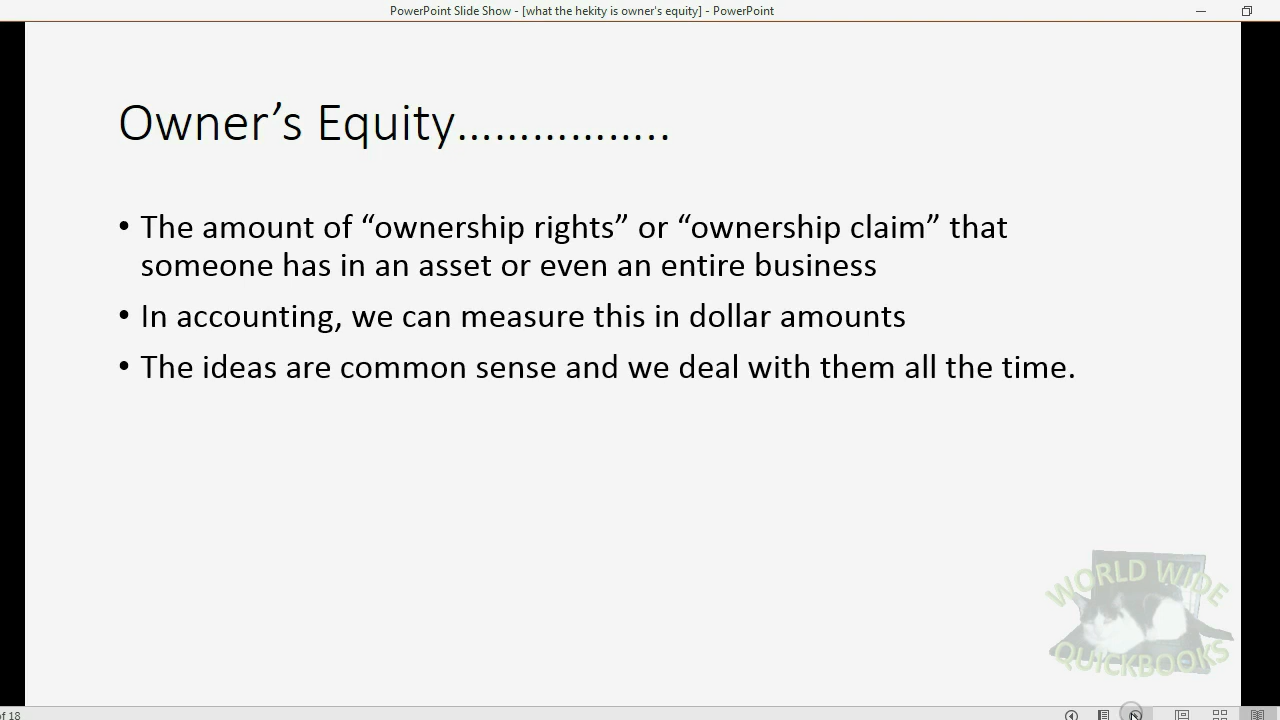 PowerPoint Slide Show - [what the hekity is owner's equity] - PowerPoint
Owner’s Equity……………..
• The amount of “ownership rights” or “ownership claim” that
someone has in an asset or even an entire business
• In accounting, we can measure this in dollar amounts
• The ideas are common sense and we deal with them all the time.
WORLD WIDE
QUICKBOOKS
of 18